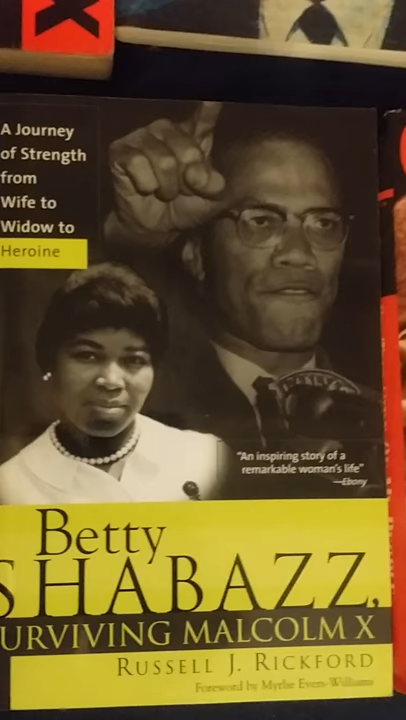 X
A Journey
of Strength
from
Wife to
Widow to
Heroine
"An inspiring story of a
remarkable woman's life"
—Ebony
Betty
SHABAZZ,
URVIVING MALCOLM X
RUSSELL J. RICKFORD
Foreword by Myrlie Evers-Williams